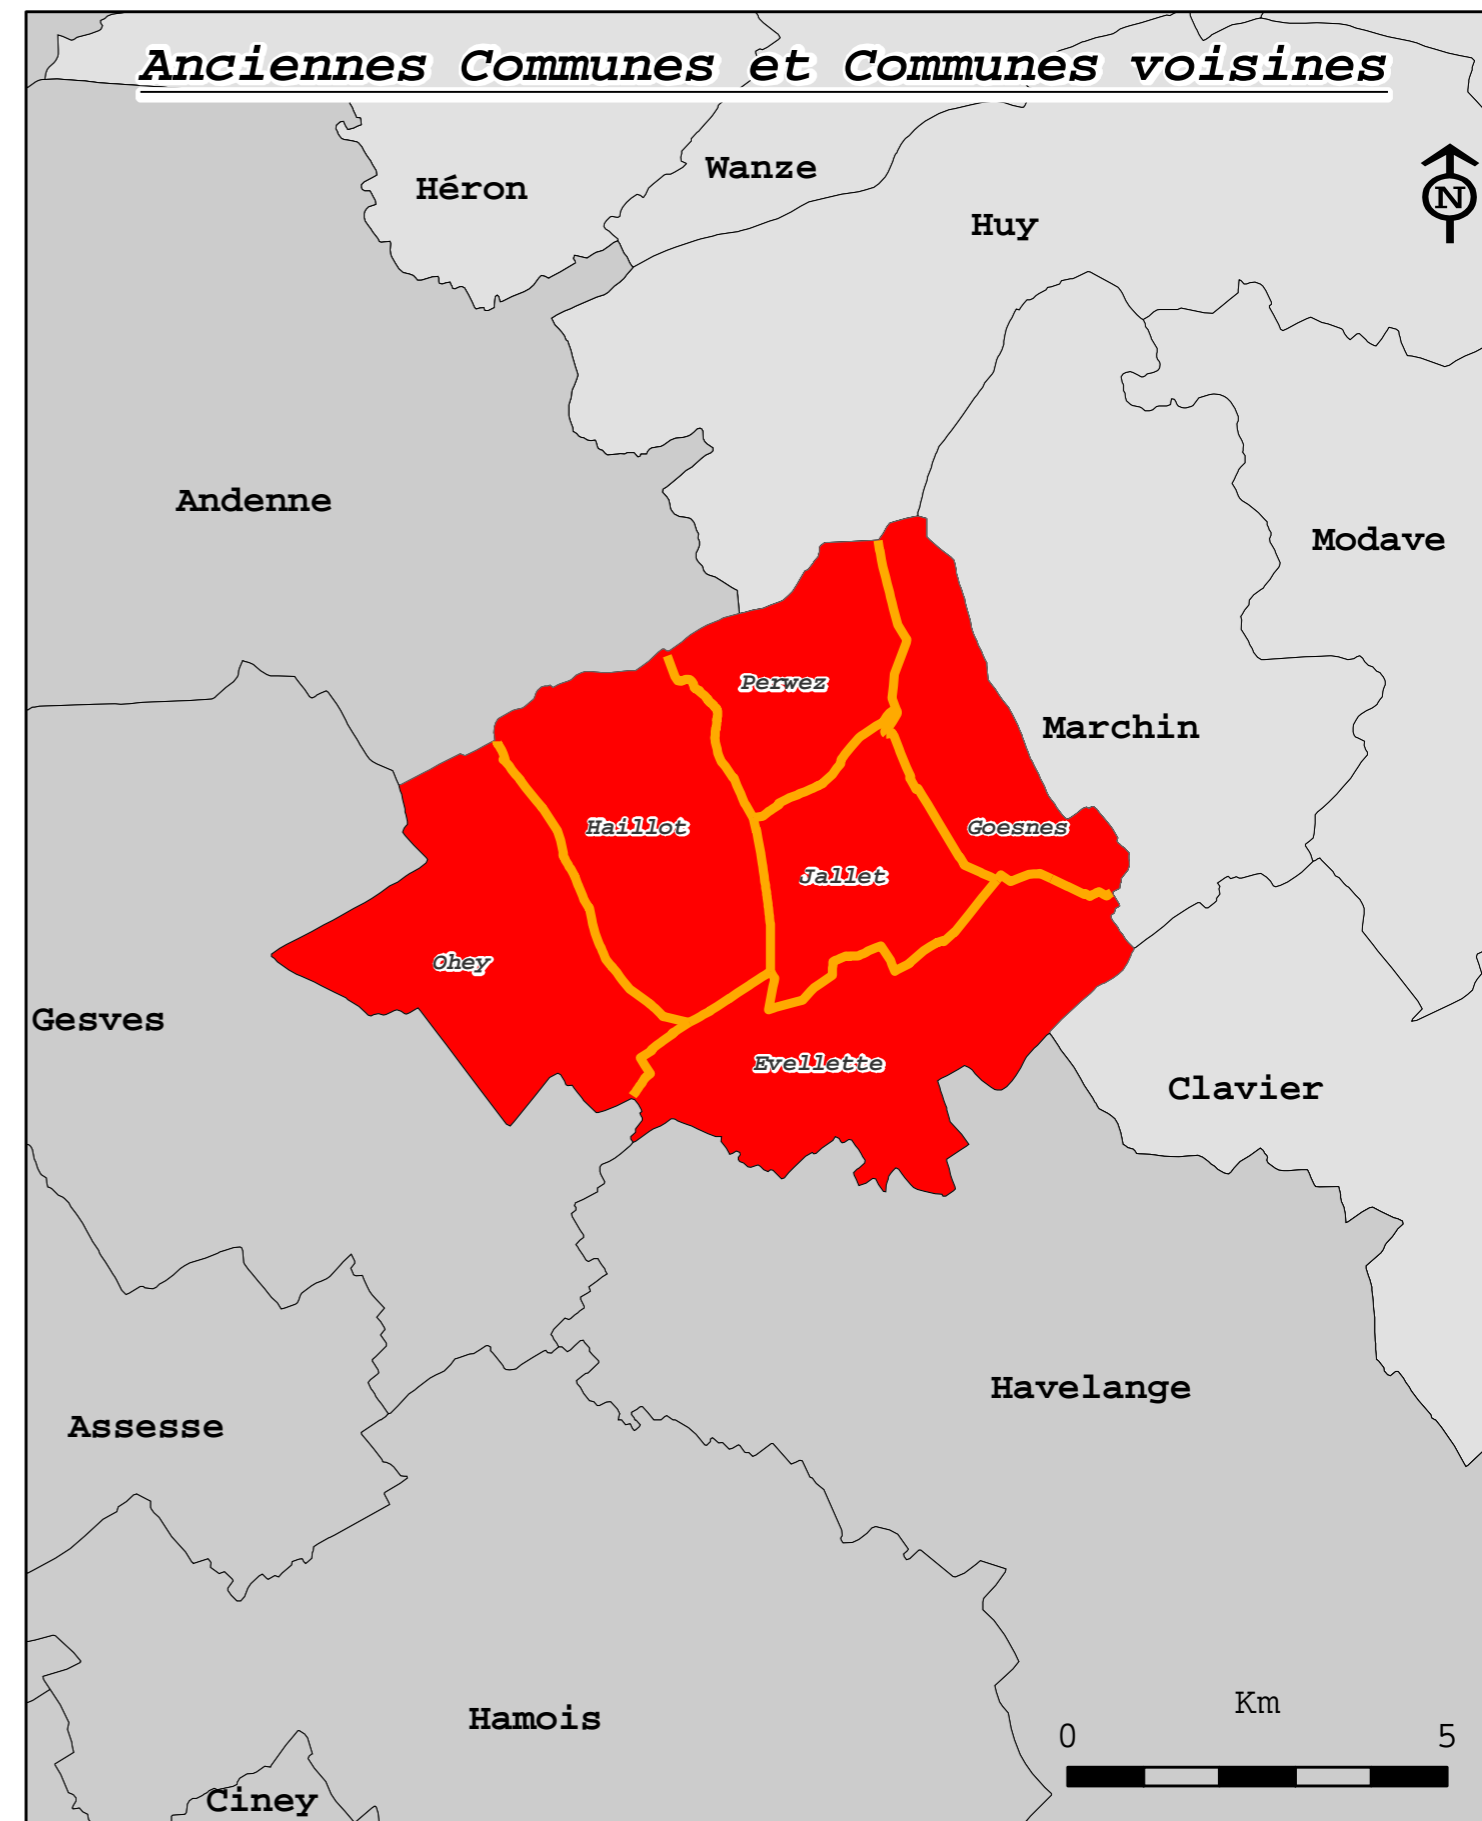 Anciennes Communes et Communes voisines
Héron
Wanze
Huy
N
Andenne
Modave
Perwez
Marchin
Haillot
Goesnes
Jallet
Ohey
Gesves
Evellette
Clavier
Havelange
Assesse
Hamois
Km
0 5
Ciney